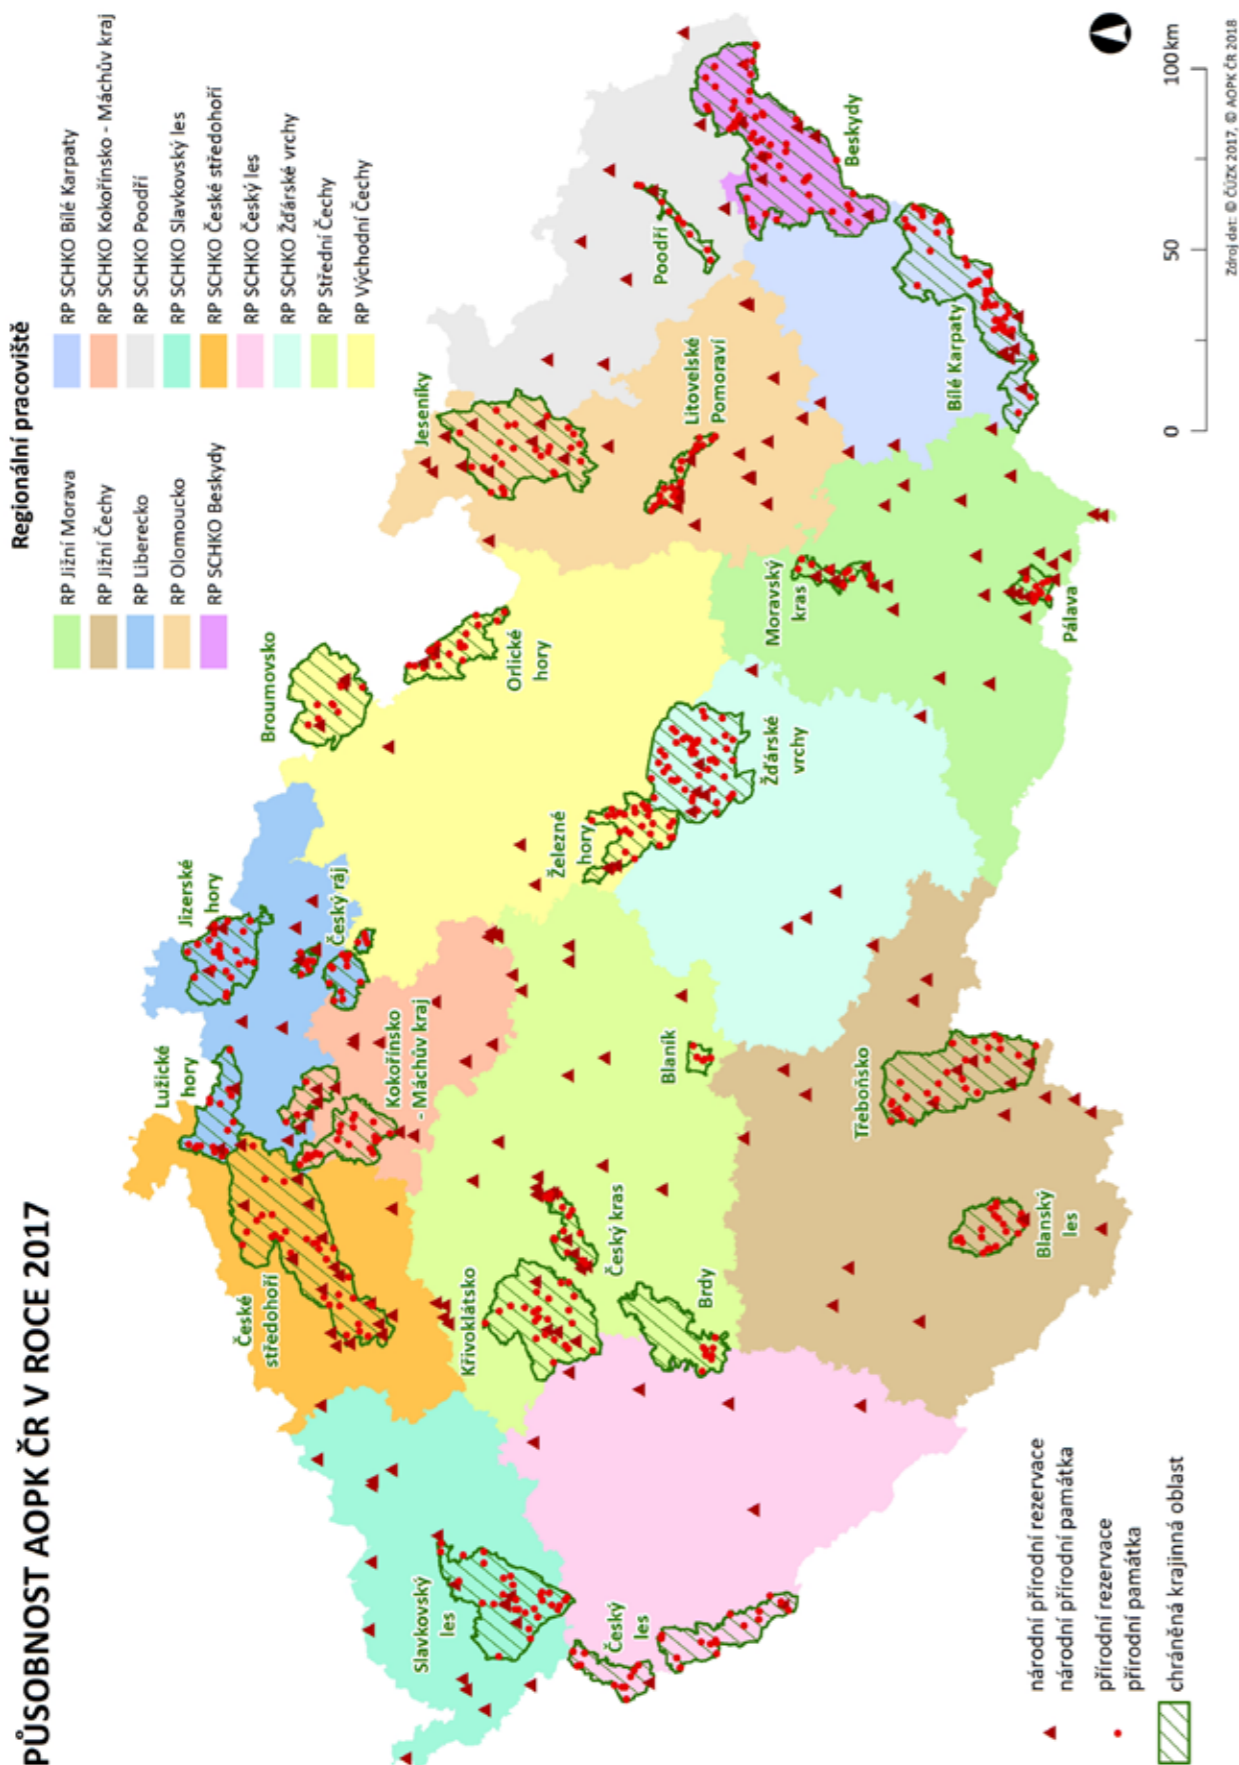 PŮSOBNOST AOPK ČR V ROCE 2017
Regionální pracoviště
RP Jižní Morava
RP Jižní Čechy
RP Liberecko
RP Olomoucko
RP SCHKO Beskydy
RP SCHKO Bílé Karpaty
RP SCHKO Kokořínsko - Máchův kraj
RP SCHKO Poodří
RP SCHKO Slavkovský les
RP SCHKO České středohoří
RP SCHKO Český les
RP SCHKO Žďárské vrchy
RP Střední Čechy
RP Východní Čechy
Lužické
hory
Jizerské
hory
Broumovsko
České
středohoří
Český ráj
Kokořínsko
- Máchův kraj
Orlické
hory
Jeseníky
Slavkovský
les
Křivoklátsko
Český kras
Železné
hory
Český
les
Brdy
Blaník
Žďárské
vrchy
Litovelské
Pomoraví
Poodří
Moravský
kras
Beskydy
Třeboňsko
Blanský
les
Bílé Karpaty
Pálava
národní přírodní rezervace
národní přírodní památka
přírodní rezervace
přírodní památka
chráněná krajinná oblast
0
50
100 km
Zdroj dat: © ČÚZK 2017, © AOPK ČR 2018